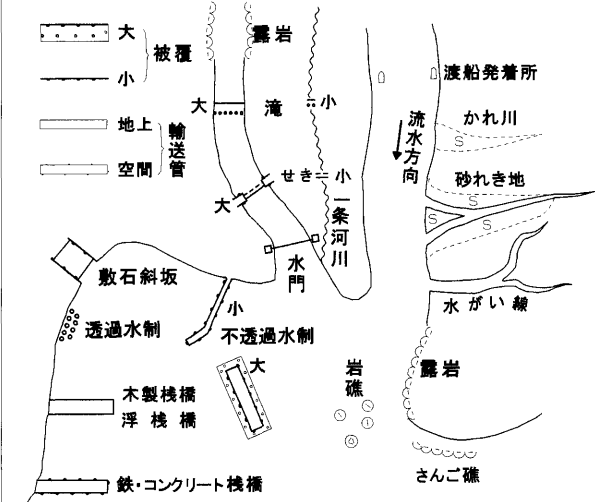 大
被覆
小
地上
輸送管
空間
露岩
大
滝
小
せき
小
大
一条河川
水門
流水方向
渡船発着所
かれ川
S
砂れき地
S
S
S
水がい線
敷石斜坂
透過水制
小
不透過水制
大
岩礁
露岩
木製桟橋
浮桟橋
鉄・コンクリート桟橋
さんご礁